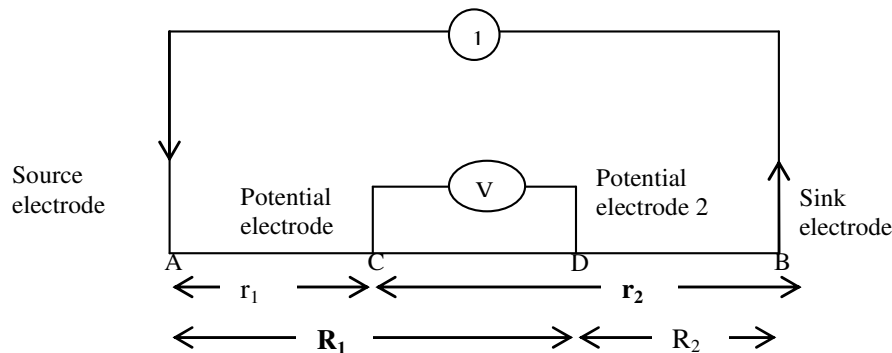 1
Source
electrode
Potential
electrode
V
Potential
electrode 2
Sink
electrode
A
C
D
B
r₁
r₂
R₁
R₂